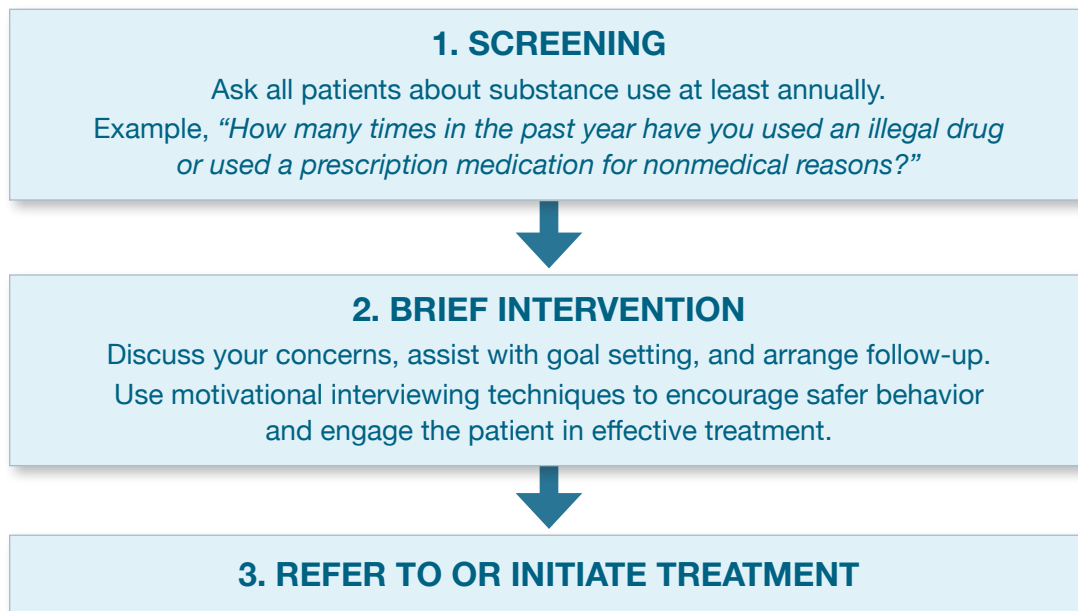 1. SCREENING
Ask all patients about substance use at least annually.
Example, “How many times in the past year have you used an illegal drug
or used a prescription medication for nonmedical reasons?”
2. BRIEF INTERVENTION
Discuss your concerns, assist with goal setting, and arrange follow-up.
Use motivational interviewing techniques to encourage safer behavior
and engage the patient in effective treatment.
3. REFER TO OR INITIATE TREATMENT